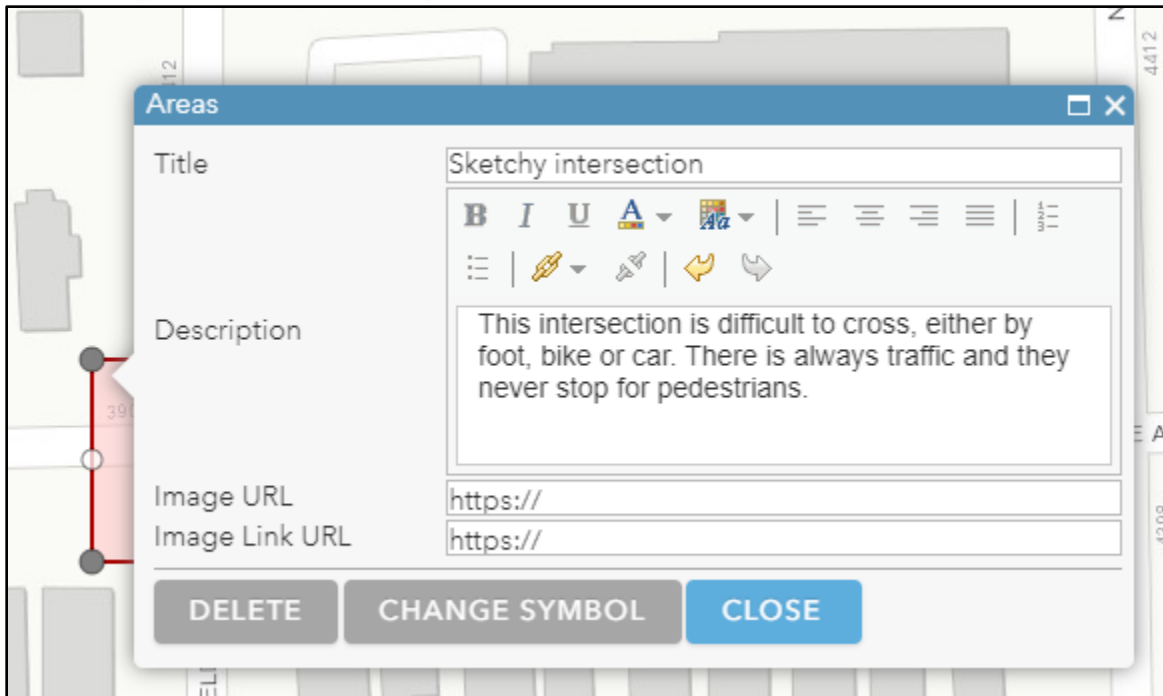 4412
Areas
Title
Sketchy intersection
B I U A Aa
Description
This intersection is difficult to cross, either by
foot, bike or car. There is always traffic and they
never stop for pedestrians.
Image URL
https://
Image Link URL
https://
DELETE
CHANGE SYMBOL
CLOSE